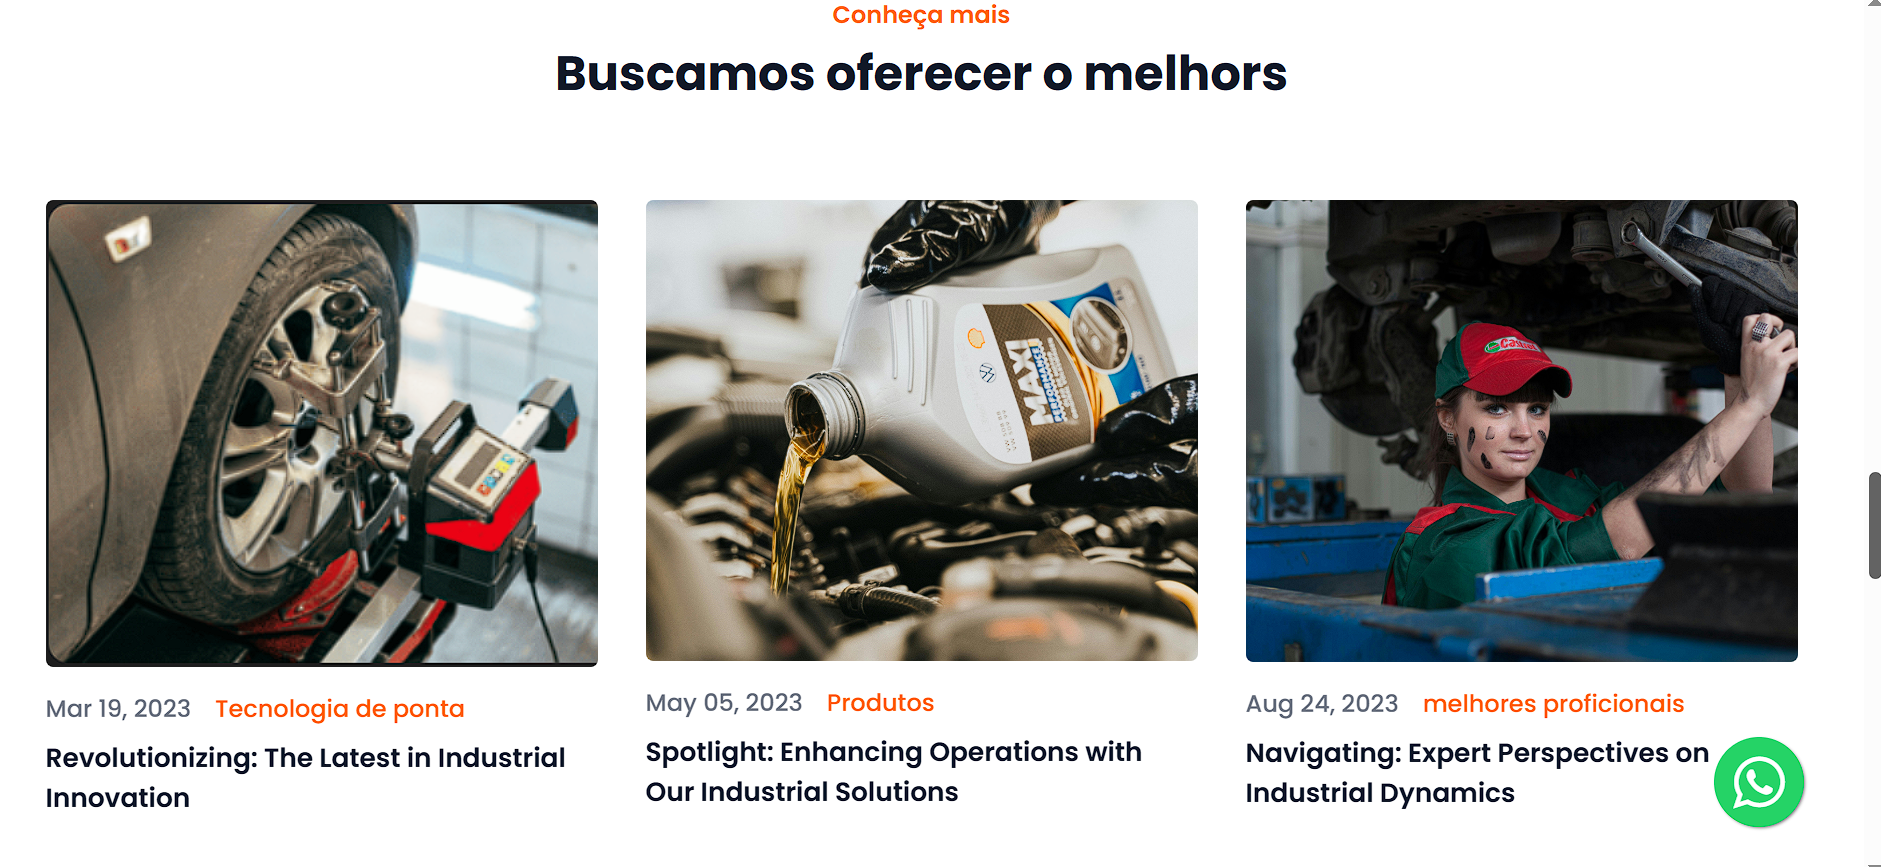 Conheça mais
Buscamos oferecer o melhors
MAXI
Castrol
Mar 19, 2023 Tecnologia de ponta
Revolutionizing: The Latest in Industrial
Innovation
May 05, 2023 Produtos
Spotlight: Enhancing Operations with
Our Industrial Solutions
Aug 24, 2023 melhores proficionais
Navigating: Expert Perspectives on
Industrial Dynamics